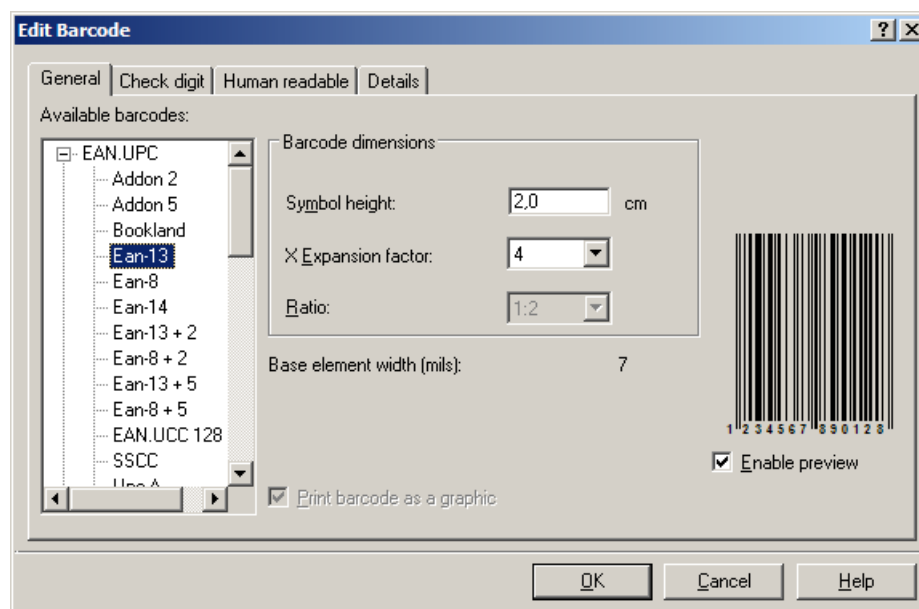 Edit Barcode
General Check digit Human readable Details
Available barcodes:
EAN.UPC
Addon 2
Addon 5
Bookland
Ean-13
Ean-8
Ean-14
Ean-13 + 2
Ean-8 + 2
Ean-13 + 5
Ean-8 + 5
EAN.UCC 128
SSCC
Upc A
Barcode dimensions
Symbol height: 2,0 cm
X Expansion factor: 4
Ratio: 1:2
Base element width (mils): 7
Print barcode as a graphic
1 234567 890128
Enable preview
OK Cancel Help